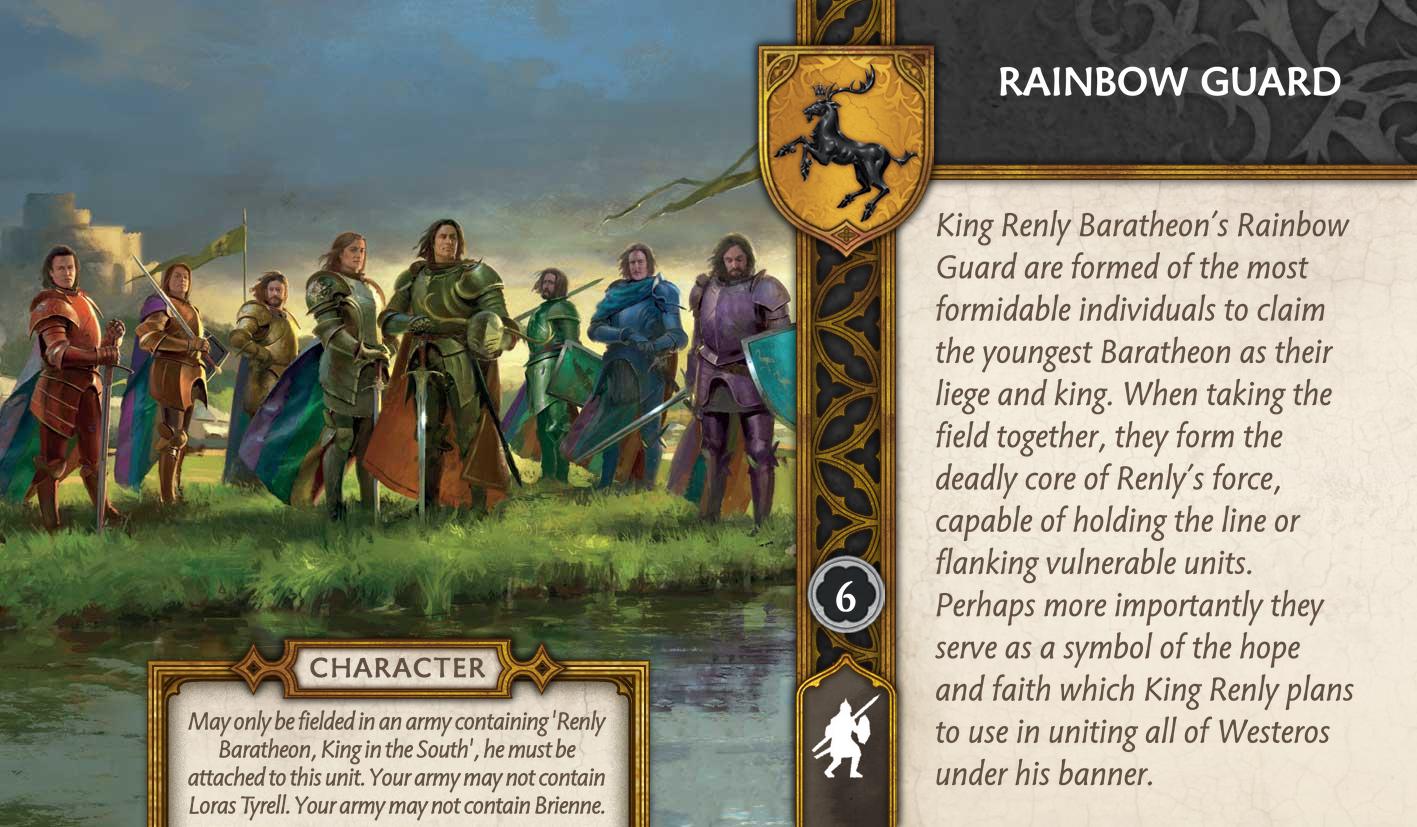 RAINBOW GUARD
King Renly Baratheon's Rainbow
Guard are formed of the most
formidable individuals to claim
the youngest Baratheon as their
liege and king. When taking the
field together, they form the
deadly core of Renly's force,
capable of holding the line or
flanking vulnerable units.
Perhaps more importantly they
serve as a symbol of the hope
and faith which King Renly plans
to use in uniting all of Westeros
under his banner.
6
CHARACTER
May only be fielded in an army containing 'Renly
Baratheon, King in the South', he must be
attached to this unit. Your army may not contain
Loras Tyrell. Your army may not contain Brienne.